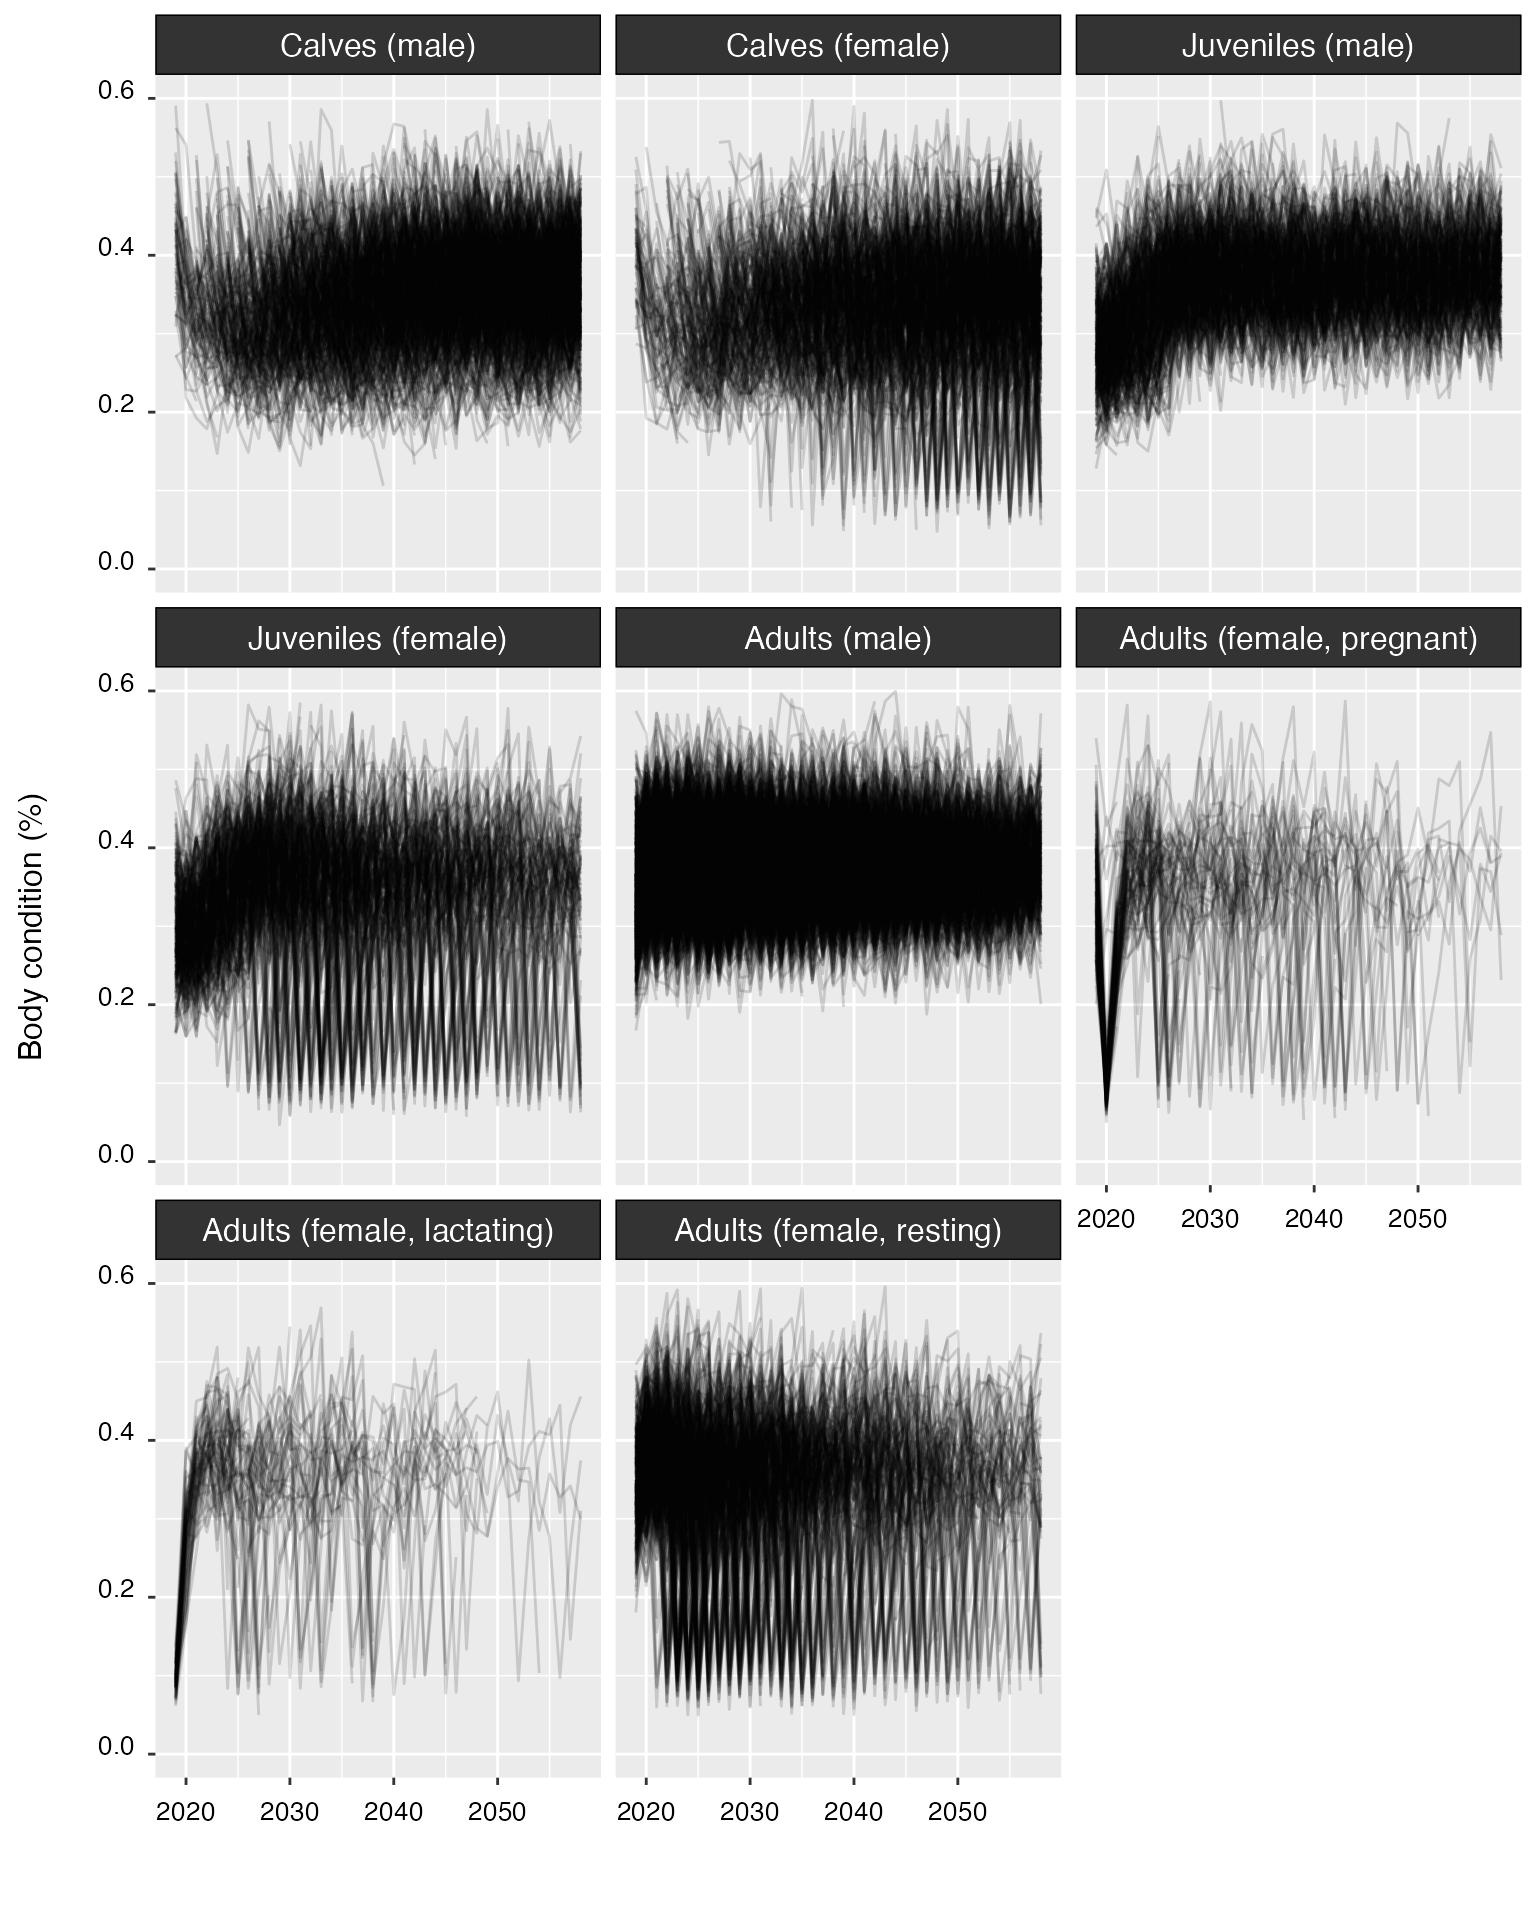 Calves (male)
Calves (female)
Juveniles (male)
0.6
0.4
0.2
0.0
Juveniles (female)
Adults (male)
Adults (female, pregnant)
0.6
0.4
0.2
0.0
2020 2030 2040 2050
Adults (female, lactating)
Adults (female, resting)
0.6
0.4
0.2
0.0
2020 2030 2040 2050
2020 2030 2040 2050
Body condition (%)